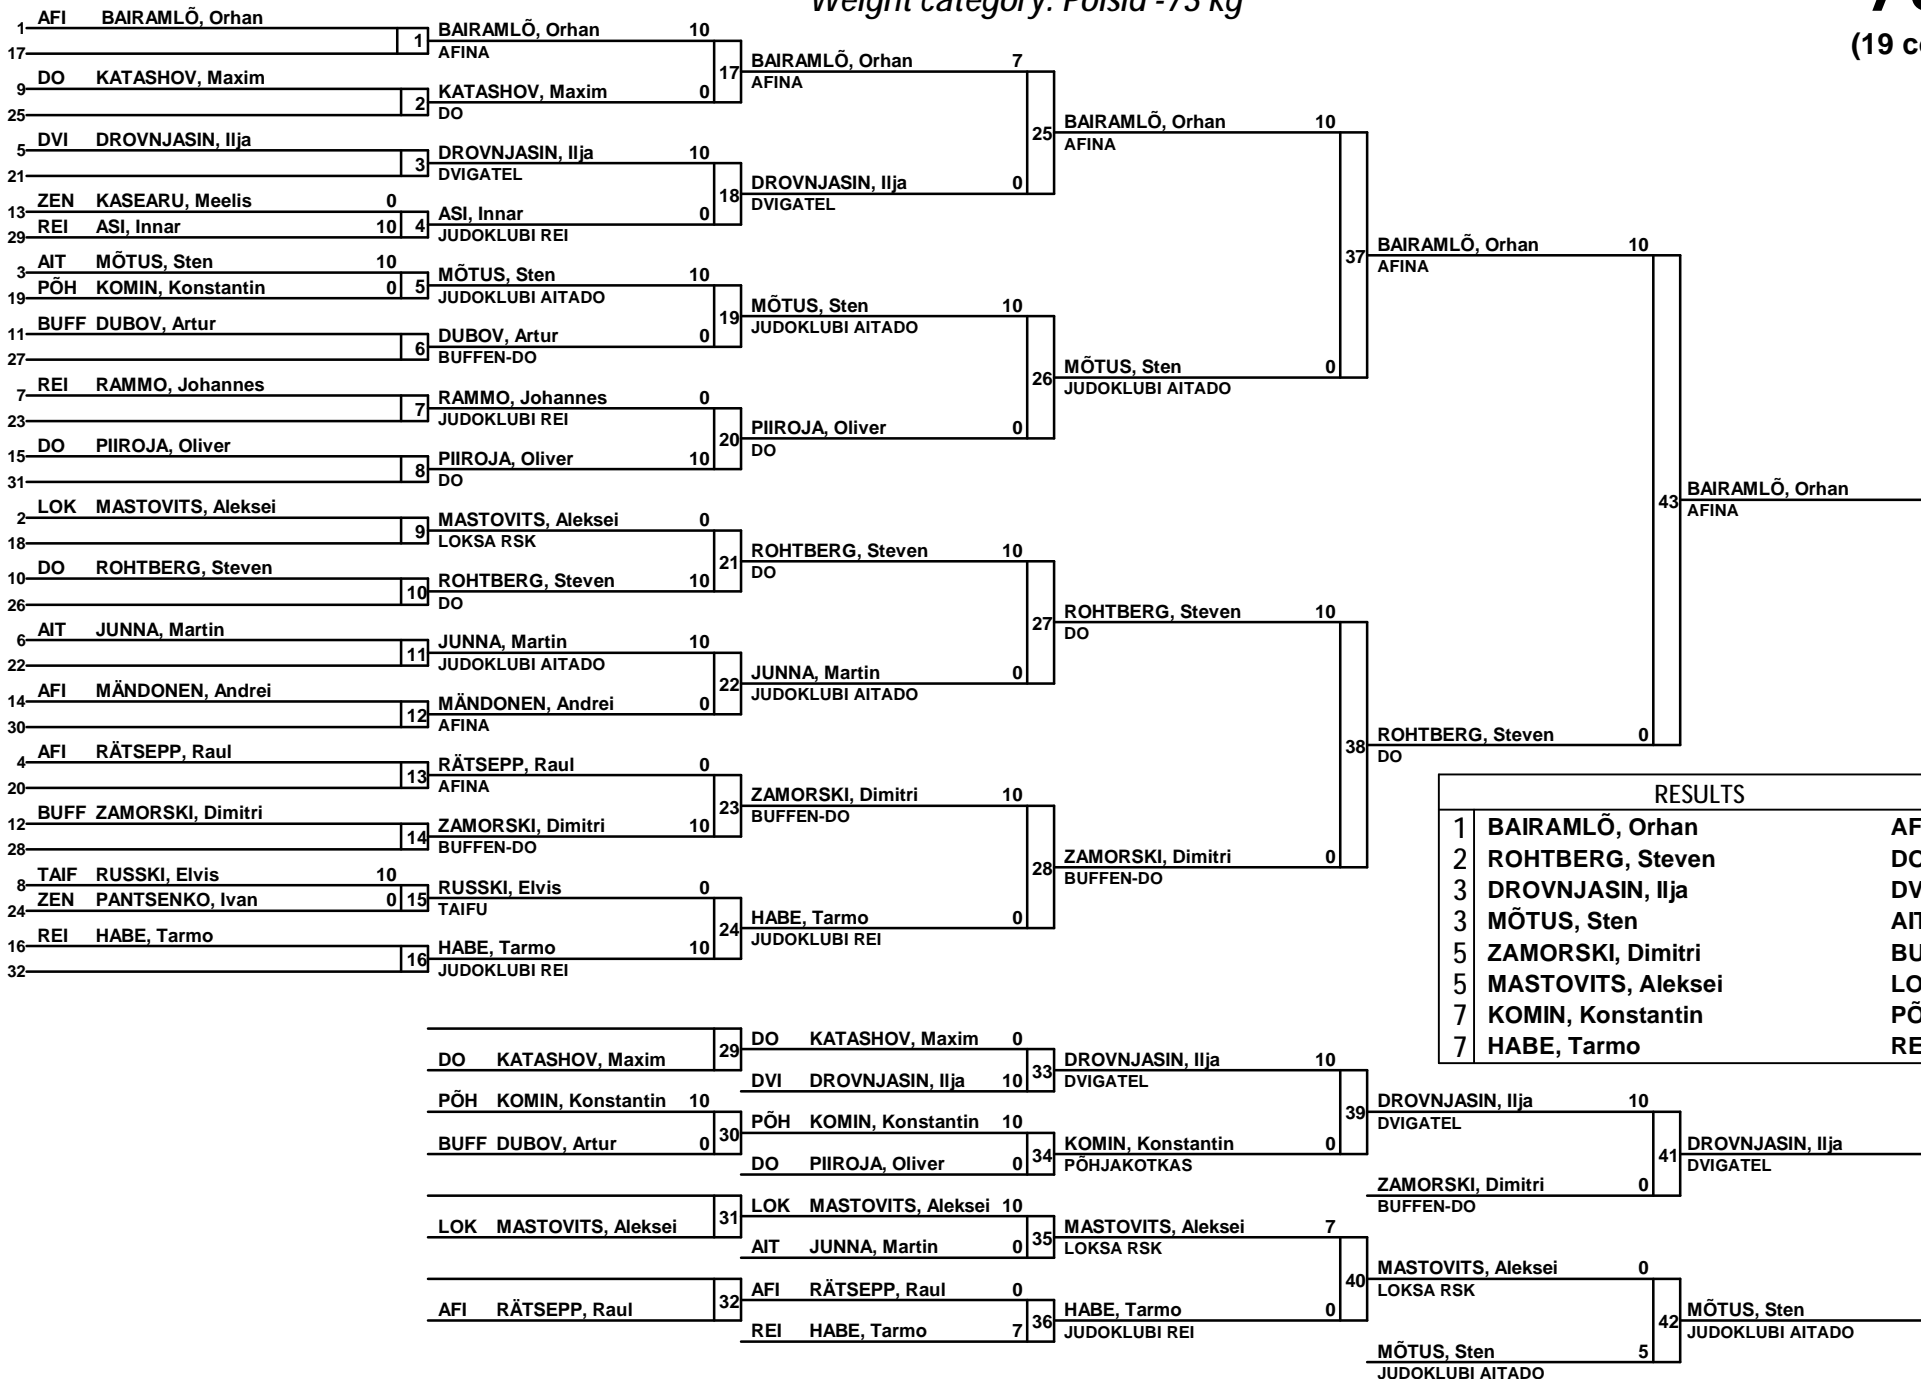 Weight category: Poisid -73 kg
(19
1 AFI BAIRAMLÕ, Orhan
17
1
9 DO KATASHOV, Maxim
25
2
5 DVI DROVNJASIN, Ilja
21
3
13 ZEN KASEARU, Meelis 0
29 REI ASI, Innar 10
4
3 AIT MÕTUS, Sten 10
19 PÕH KOMIN, Konstantin 0
5
11 BUFF DUBOV, Artur
27
6
7 REI RAMMO, Johannes
23
7
15 DO PIIROJA, Oliver
31
8
2 LOK MASTOVITS, Aleksei
18
9
10 DO ROHTBERG, Steven
26
10
6 AIT JUNNA, Martin
22
11
14 AFI MÄNDONEN, Andrei
30
12
4 AFI RÄTSEPP, Raul
20
13
12 BUFF ZAMORSKI, Dimitri
28
14
8 TAIF RUSSKI, Elvis 10
24 ZEN PANTSENKO, Ivan 0
15
16 REI HABE, Tarmo
32
16
BAIRAMLÕ, Orhan 10
AFINA
17
KATASHOV, Maxim 0
DO
DROVNJASIN, Ilja 10
DVIGATEL
18
ASI, Innar 0
JUDOKLUBI REI
MÕTUS, Sten 10
JUDOKLUBI AITADO
19
DUBOV, Artur 0
BUFFEN-DO
RAMMO, Johannes 0
JUDOKLUBI REI
20
PIIROJA, Oliver 10
DO
MASTOVITS, Aleksei 0
LOKSA RSK
21
ROHTBERG, Steven 10
DO
JUNNA, Martin 10
JUDOKLUBI AITADO
22
MÄNDONEN, Andrei 0
AFINA
RÄTSEPP, Raul 0
AFINA
23
ZAMORSKI, Dimitri 10
BUFFEN-DO
RUSSKI, Elvis 0
TAIFU
24
HABE, Tarmo 10
JUDOKLUBI REI
BAIRAMLÕ, Orhan 7
AFINA
25
DROVNJASIN, Ilja 0
DVIGATEL
MÕTUS, Sten 10
JUDOKLUBI AITADO
26
PIIROJA, Oliver 0
DO
ROHTBERG, Steven 10
DO
27
JUNNA, Martin 0
JUDOKLUBI AITADO
ZAMORSKI, Dimitri 10
BUFFEN-DO
28
HABE, Tarmo 0
JUDOKLUBI REI
BAIRAMLÕ, Orhan 10
AFINA
37
MÕTUS, Sten 0
JUDOKLUBI AITADO
ROHTBERG, Steven 10
DO
38
ZAMORSKI, Dimitri 0
BUFFEN-DO
BAIRAMLÕ, Orhan 10
AFINA
43
ROHTBERG, Steven 0
DO
BAIRAMLÕ, Orhan
AFINA
RESULTS
1 BAIRAMLÕ, Orhan AF
2 ROHTBERG, Steven DO
3 DROVNJASIN, Ilja DV
3 MÕTUS, Sten AIT
5 ZAMORSKI, Dimitri BU
5 MASTOVITS, Aleksei LO
7 KOMIN, Konstantin PÕ
7 HABE, Tarmo RE
29
DO KATASHOV, Maxim
PÕH KOMIN, Konstantin 10
30
BUFF DUBOV, Artur 0
31
LOK MASTOVITS, Aleksei
32
AFI RÄTSEPP, Raul
DO KATASHOV, Maxim 0
33
DVI DROVNJASIN, Ilja 10
PÕH KOMIN, Konstantin 10
34
DO PIIROJA, Oliver 0
LOK MASTOVITS, Aleksei 10
35
AIT JUNNA, Martin 0
AFI RÄTSEPP, Raul 0
36
REI HABE, Tarmo 7
DROVNJASIN, Ilja 10
DVIGATEL
39
KOMIN, Konstantin 0
PÕHJAKOTKAS
MASTOVITS, Aleksei 7
LOKSA RSK
40
HABE, Tarmo 0
JUDOKLUBI REI
DROVNJASIN, Ilja 10
DVIGATEL
41
ZAMORSKI, Dimitri 0
BUFFEN-DO
MASTOVITS, Aleksei 0
LOKSA RSK
42
MÕTUS, Sten 5
JUDOKLUBI AITADO
DROVNJASIN, Ilja
DVIGATEL
MÕTUS, Sten
JUDOKLUBI AITADO